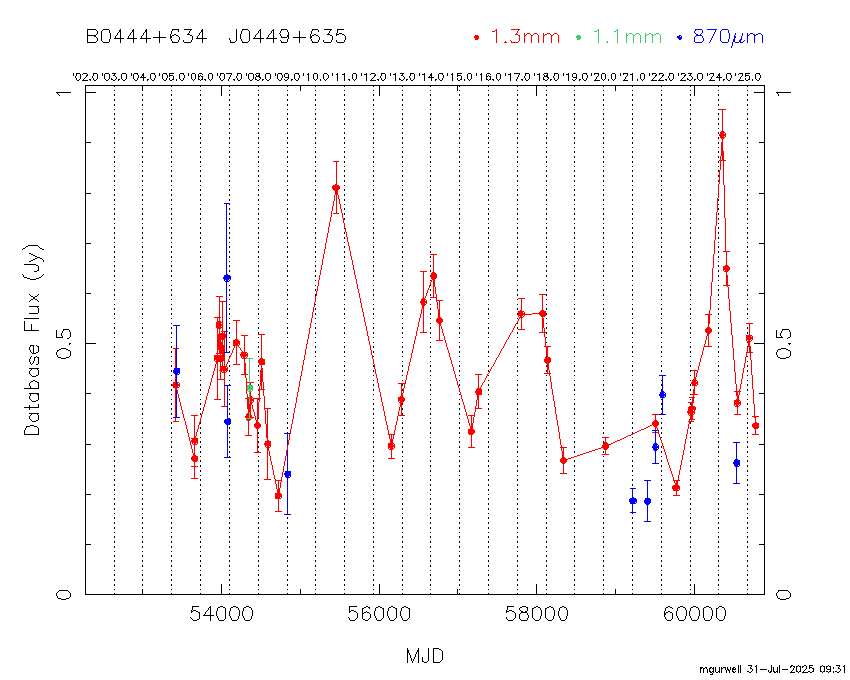 B0444+634 J0449+635 1.3mm 1.1mm 870μm
'02.0 '03.0 '04.0 '05.0 '06.0 '07.0 '08.0 '09.0 '10.0 '11.0 '12.0 '13.0 '14.0 '15.0 '16.0 '17.0 '18.0 '19.0 '20.0 '21.0 '22.0 '23.0 '24.0 '25.0
1 1
Database Flux (Jy)
0.5 0.5
0 0
54000 56000 58000 60000
MJD
mgurwell 31-Jul-2025 09:31